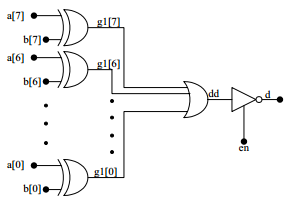 a[7] g1[7]
b[7]
a[6] g1[6]
b[6]
dd d
en
a[0] g1[0]
b[0]